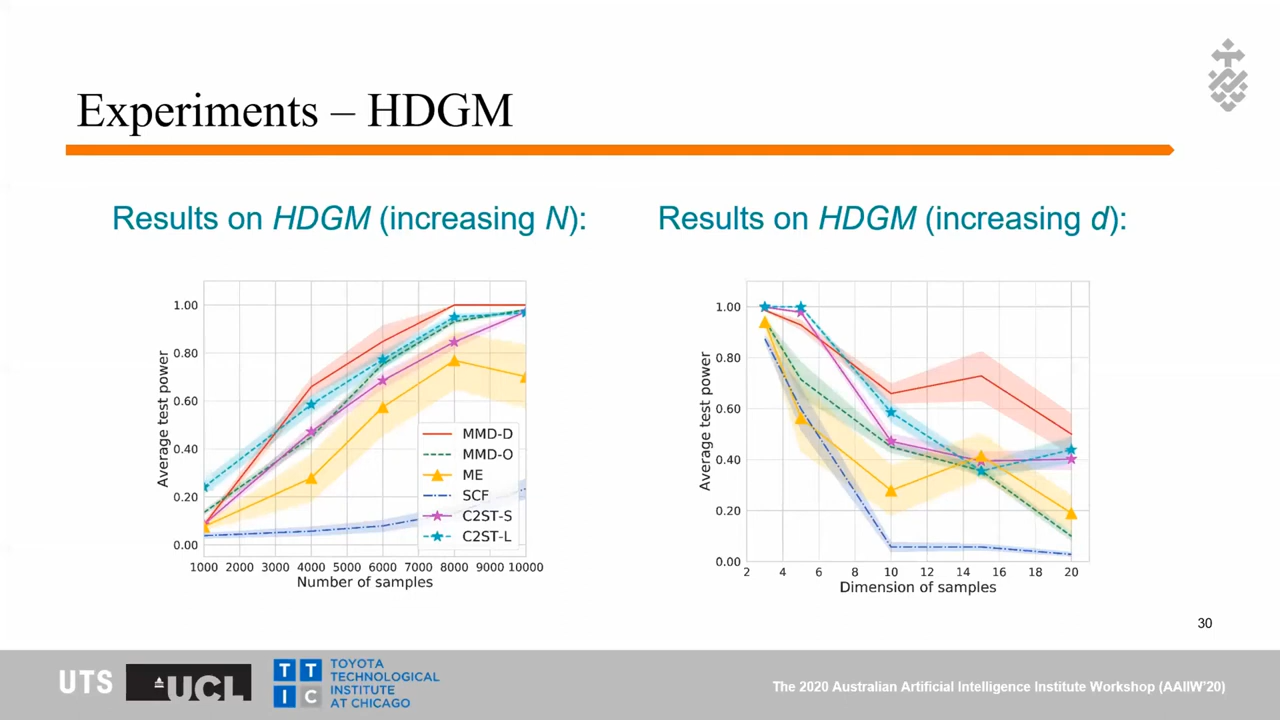 Experiments – HDGM
Results on HDGM (increasing N):
Results on HDGM (increasing d):
Average test power
1.00
0.80
0.60
0.40
0.20
0.00
MMD-D
MMD-O
ME
SCF
C2ST-S
C2ST-L
1000 2000 3000 4000 5000 6000 7000 8000 9000 10000
Number of samples
Average test power
1.00
0.80
0.60
0.40
0.20
0.00
2 4 6 8 10 12 14 16 18 20
Dimension of samples
30
UTS
UCL
T T
I C
TOYOTA
TECHNOLOGICAL
INSTITUTE
AT CHICAGO
The 2020 Australian Artificial Intelligence Institute Workshop (AAIIW'20)